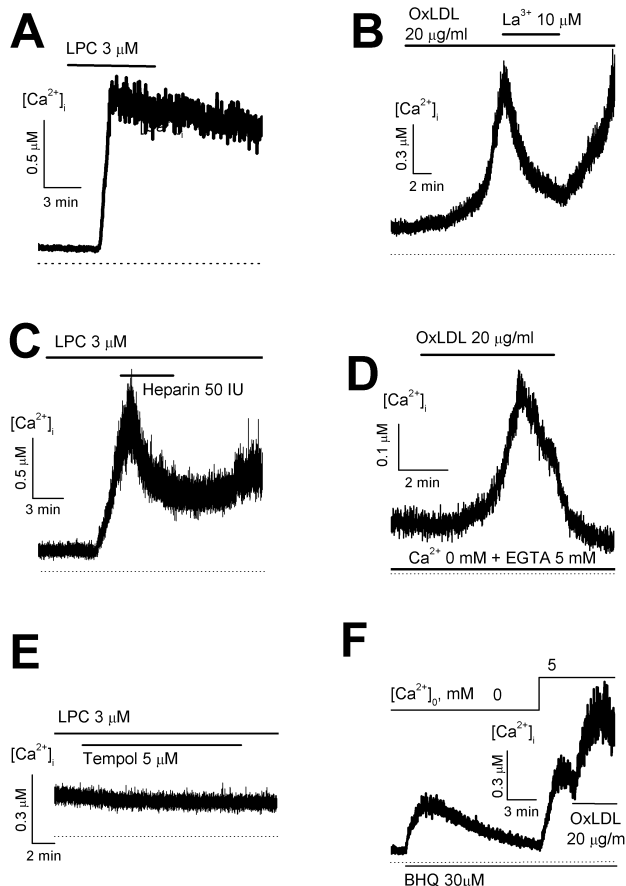 A
LPC 3 μM
[Ca²⁺]ᵢ
0.5 μM
3 min
B
OxLDL
20 μg/ml
La³⁺ 10 μM
[Ca²⁺]ᵢ
0.3 μM
2 min
C
LPC 3 μM
Heparin 50 IU
[Ca²⁺]ᵢ
0.5 μM
3 min
D
OxLDL 20 μg/ml
[Ca²⁺]ᵢ
0.1 μM
2 min
Ca²⁺ 0 mM + EGTA 5 mM
E
LPC 3 μM
Tempol 5 μM
[Ca²⁺]ᵢ
0.3 μM
2 min
F
5
[Ca²⁺]₀, mM 0
[Ca²⁺]ᵢ
0.3 μM
3 min
OxLDL
20 μg/m
BHQ 30μM